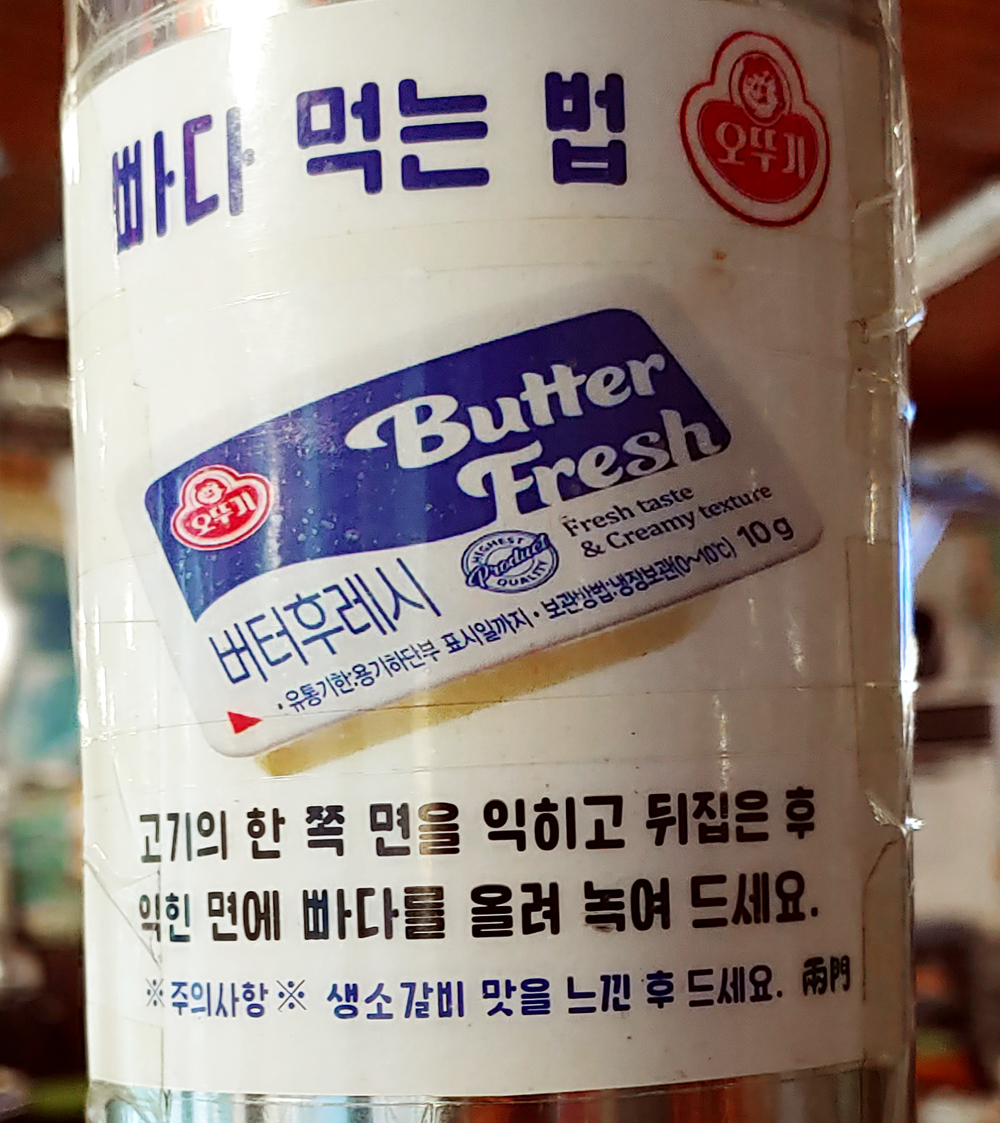 빠다 먹는 법
오뚜기
Butter
Fresh
오뚜기
Fresh taste
& Creamy texture
HIGHEST
Product
QUALITY
10g
버터후레시
· 유통기한:용기하단부 표시일까지 · 보관방법:냉장보관(0~10℃)
고기의 한 쪽 면을 익히고 뒤집은 후
익힌 면에 빠다를 올려 녹여 드세요.
※주의사항※ 생소갈비 맛을 느낀 후 드세요. 兩門